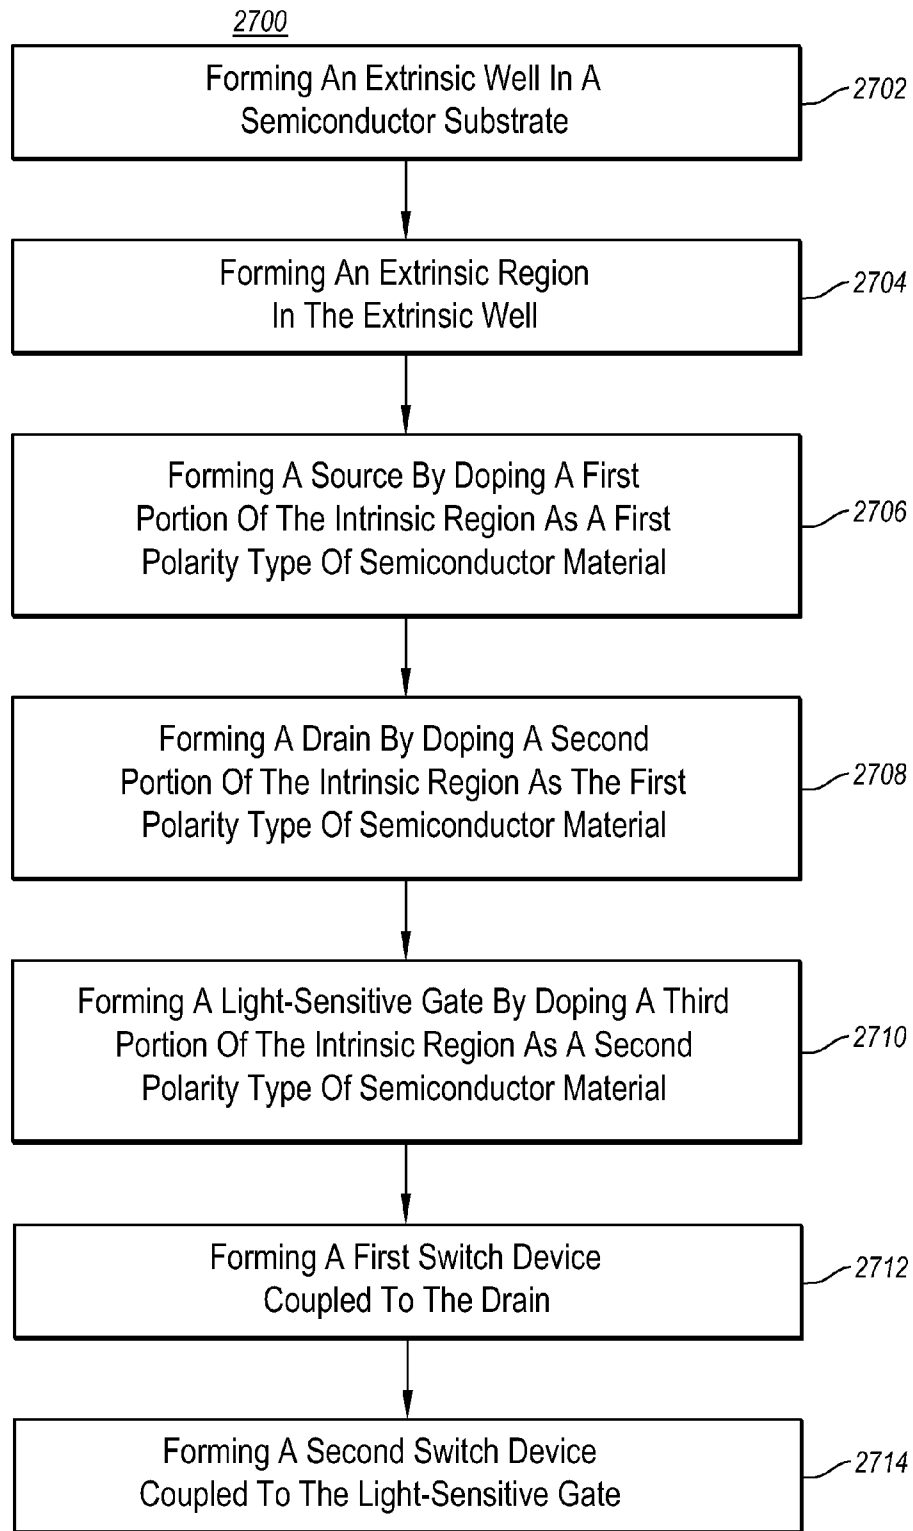 2700
Forming An Extrinsic Well In A
Semiconductor Substrate
2702
Forming An Extrinsic Region
In The Extrinsic Well
2704
Forming A Source By Doping A First
Portion Of The Intrinsic Region As A First
Polarity Type Of Semiconductor Material
2706
Forming A Drain By Doping A Second
Portion Of The Intrinsic Region As The First
Polarity Type Of Semiconductor Material
2708
Forming A Light-Sensitive Gate By Doping A Third
Portion Of The Intrinsic Region As A Second
Polarity Type Of Semiconductor Material
2710
Forming A First Switch Device
Coupled To The Drain
2712
Forming A Second Switch Device
Coupled To The Light-Sensitive Gate
2714